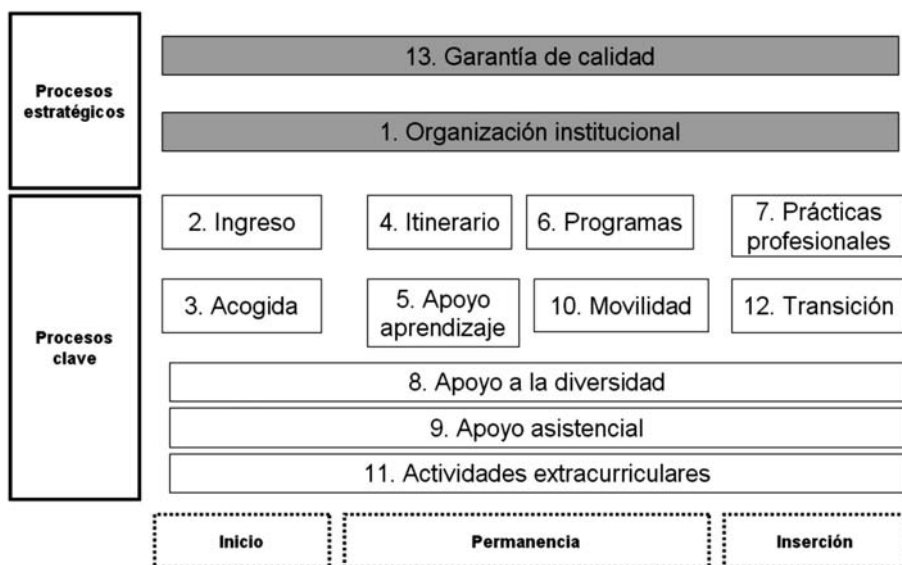 Procesos
estratégicos
13. Garantía de calidad
1. Organización institucional
Procesos
clave
2. Ingreso
4. Itinerario
6. Programas
7. Prácticas
profesionales
3. Acogida
5. Apoyo
aprendizaje
10. Movilidad
12. Transición
8. Apoyo a la diversidad
9. Apoyo asistencial
11. Actividades extracurriculares
Inicio
Permanencia
Inserción